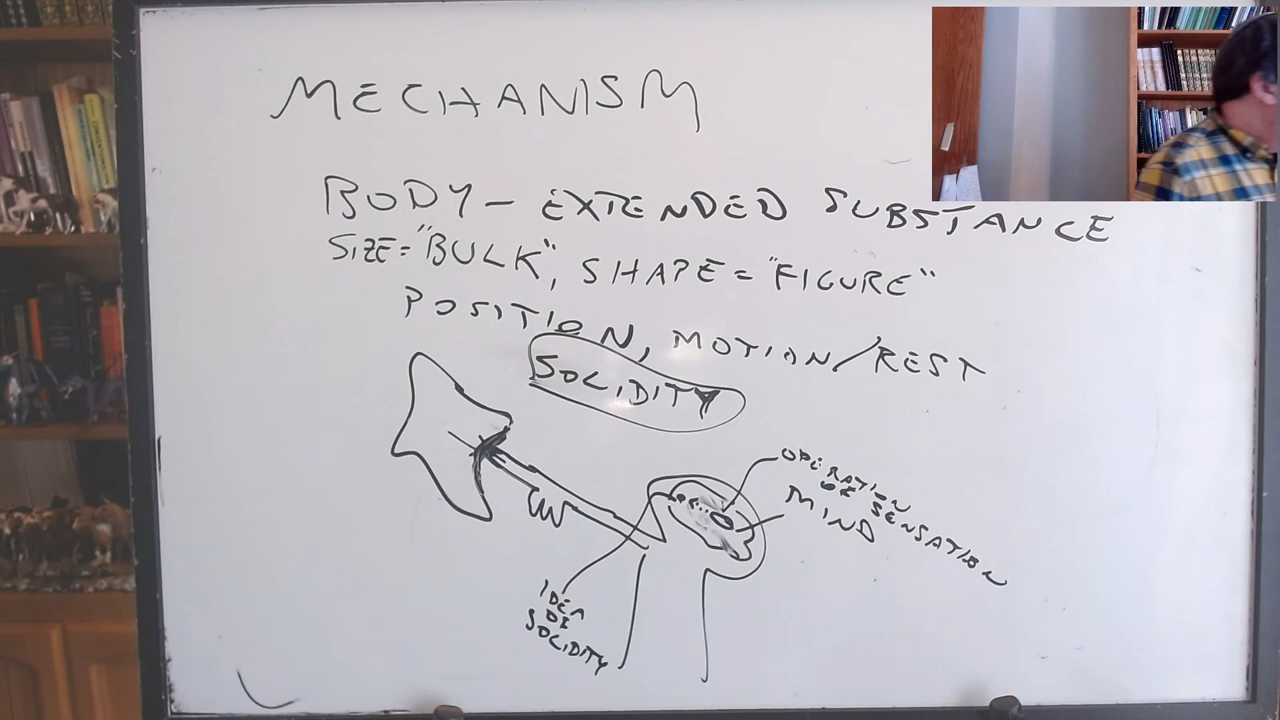 MECHANISM
BODY – EXTENDED SUBSTANCE
SIZE = "BULK", SHAPE = "FIGURE"
POSITION, MOTION/REST
SOLIDITY
OPERATION
OF SENSATION
MIND
IDEA
OF
SOLIDITY